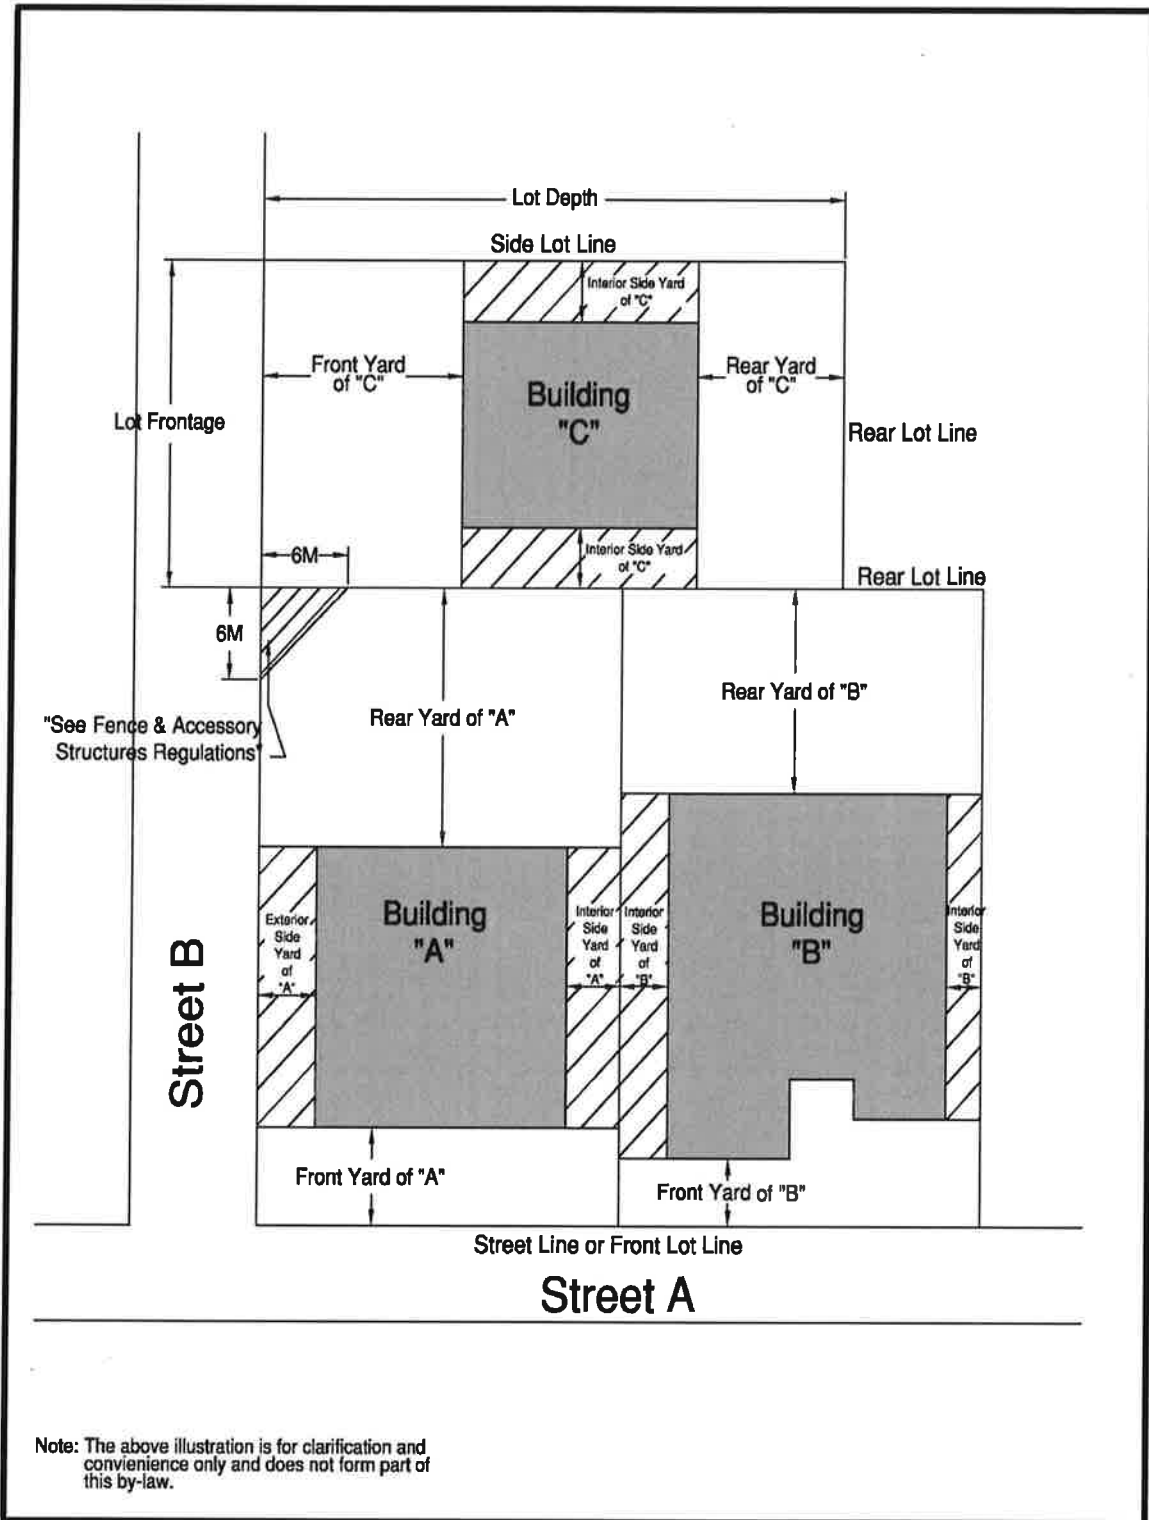 Lot Depth
Side Lot Line
Interior Side Yard
of "C"
Front Yard
of "C"
Building
"C"
Rear Yard
of "C"
Lot Frontage
Rear Lot Line
6M
Interior Side Yard
of "C"
Rear Lot Line
6M
Rear Yard of "A"
Rear Yard of "B"
"See Fence & Accessory
Structures Regulations"
Exterior
Side
Yard
of
"A"
Building
"A"
Interior
Side
Yard
of
"A"
Interior
Side
Yard
of
"B"
Building
"B"
Interior
Side
Yard
of
"B"
Street B
Front Yard of "A"
Front Yard of "B"
Street Line or Front Lot Line
Street A
Note: The above illustration is for clarification and
convienience only and does not form part of
this by-law.